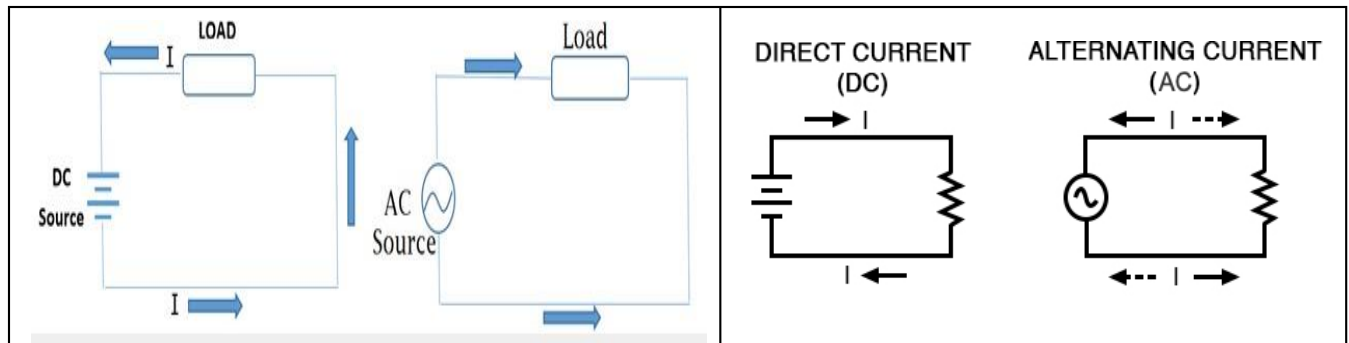 LOAD
I
DC
Source
I
Load
AC
Source
DIRECT CURRENT
(DC)
I
I
ALTERNATING CURRENT
(AC)
I
I